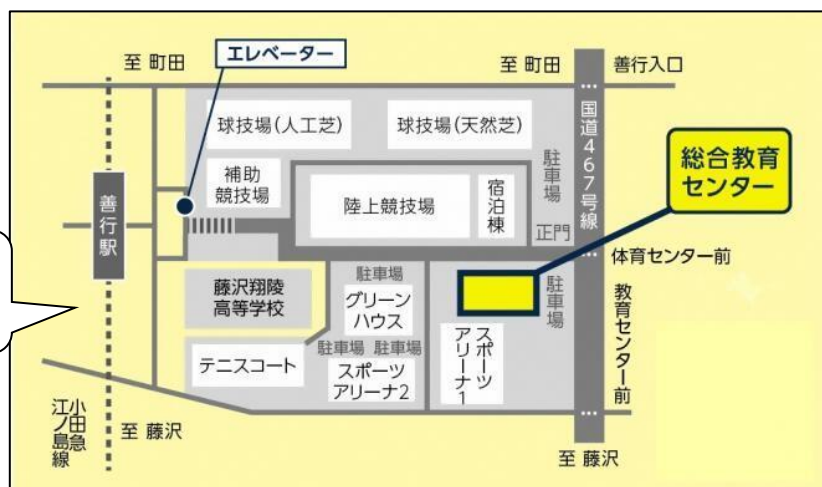 エレベーター
至 町田
至 町田
善行入口
球技場(人工芝)
球技場(天然芝)
国道467号線
総合教育
センター
補助
競技場
陸上競技場
宿泊棟
駐車場
正門
善行駅
体育センター前
藤沢翔陵
高等学校
駐車場
グリーン
ハウス
駐車場
教育センター前
テニスコート
駐車場 駐車場
スポーツ
アリーナ2
スポーツ
アリーナ1
小田急
江ノ島線
至 藤沢
至 藤沢